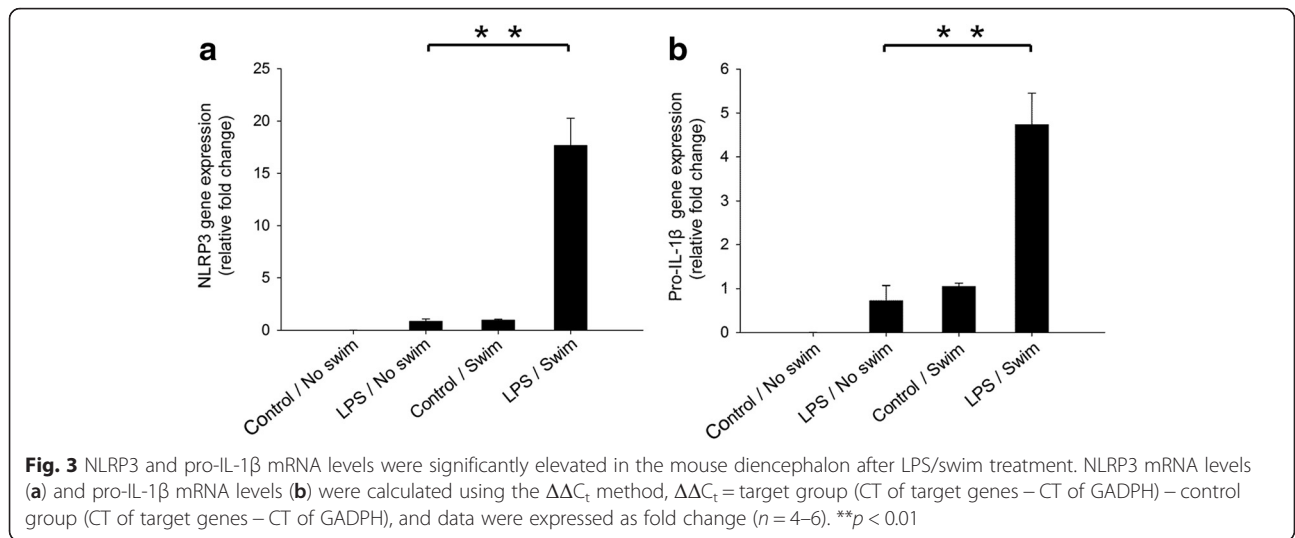 a
* *
NLRP3 gene expression
(relative fold change)
25
20
15
10
5
0
Control / No swim
LPS / No swim
Control / Swim
LPS / Swim
b
* *
Pro-IL-1β gene expression
(relative fold change)
6
5
4
3
2
1
0
Control / No swim
LPS / No swim
Control / Swim
LPS / Swim
Fig. 3 NLRP3 and pro-IL-1β mRNA levels were significantly elevated in the mouse diencephalon after LPS/swim treatment. NLRP3 mRNA levels
(a) and pro-IL-1β mRNA levels (b) were calculated using the ΔΔCt method, ΔΔCt = target group (CT of target genes – CT of GADPH) – control
group (CT of target genes – CT of GADPH), and data were expressed as fold change (n = 4–6). **p < 0.01